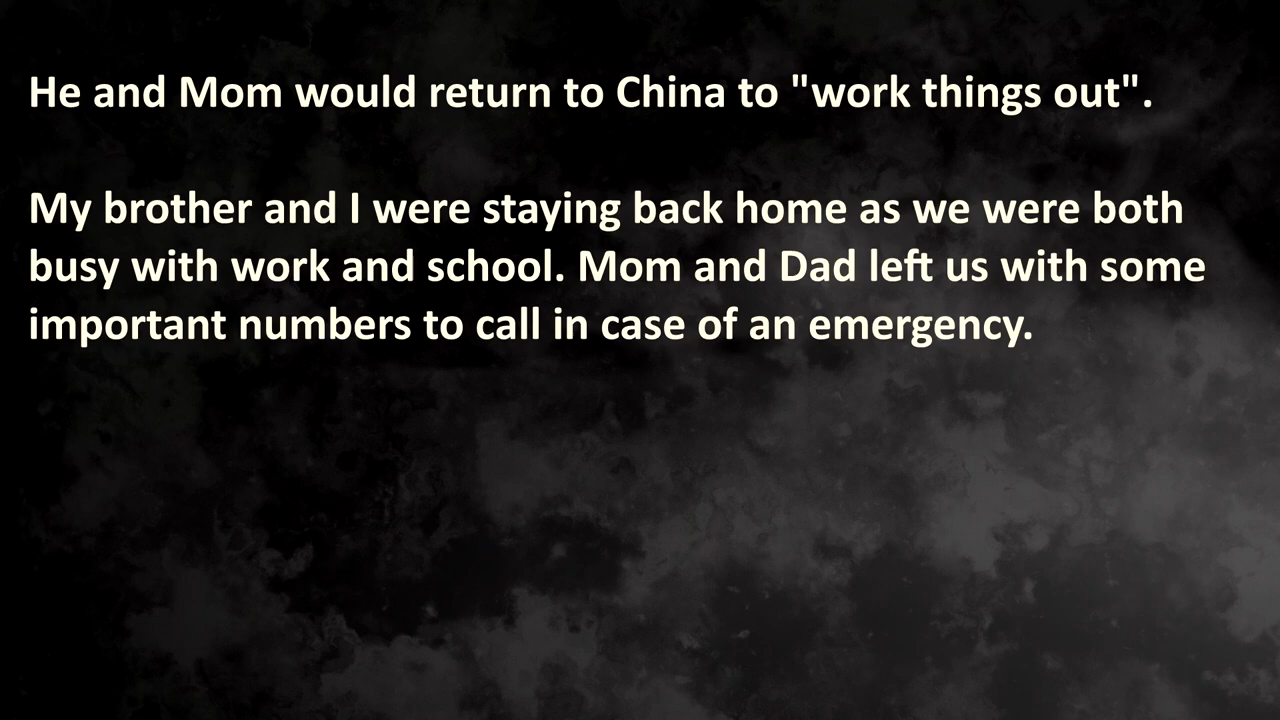 He and Mom would return to China to "work things out".
My brother and I were staying back home as we were both
busy with work and school. Mom and Dad left us with some
important numbers to call in case of an emergency.